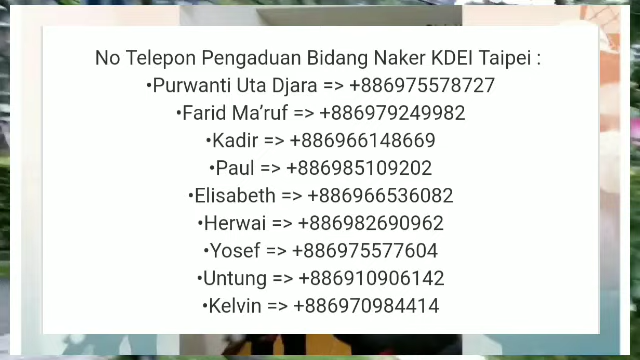 No Telepon Pengaduan Bidang Naker KDEI Taipei :
•Purwanti Uta Djara => +886975578727
•Farid Ma’ruf => +886979249982
•Kadir => +886966148669
•Paul => +886985109202
•Elisabeth => +886966536082
•Herwai => +886982690962
•Yosef => +886975577604
•Untung => +886910906142
•Kelvin => +886970984414